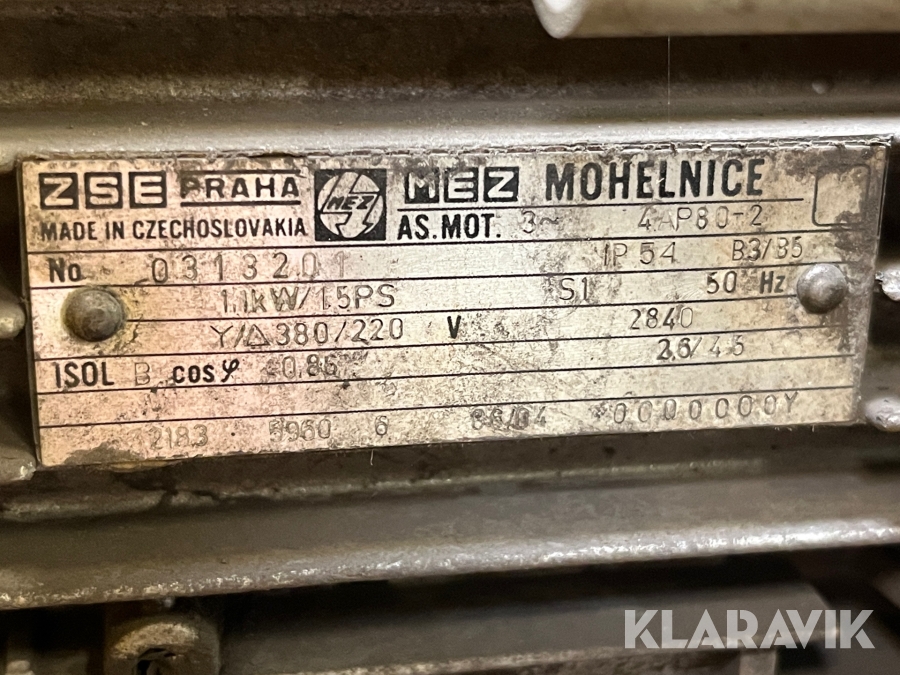 ZSE PRAHA MEZ MEZ MOHELNICE
MADE IN CZECHOSLOVAKIA AS. MOT. 3~ 4AP80-2
No 0313201 IP 54 B3/B5
1,1kW/1,5PS S1 50 Hz
Y/△ 380/220 V 2840
ISOL B cos φ 0,86 2,6/4,5 A
2183 5960 6 86/04 0000000Y
KLARAVIK